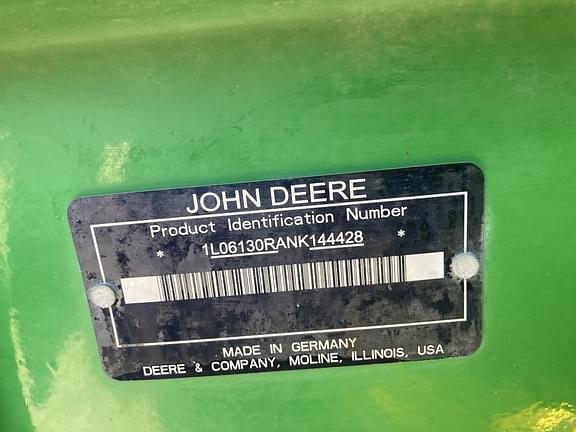 JOHN DEERE
Product Identification Number
* 1L06130RANK144428 *
MADE IN GERMANY
DEERE & COMPANY, MOLINE, ILLINOIS, USA